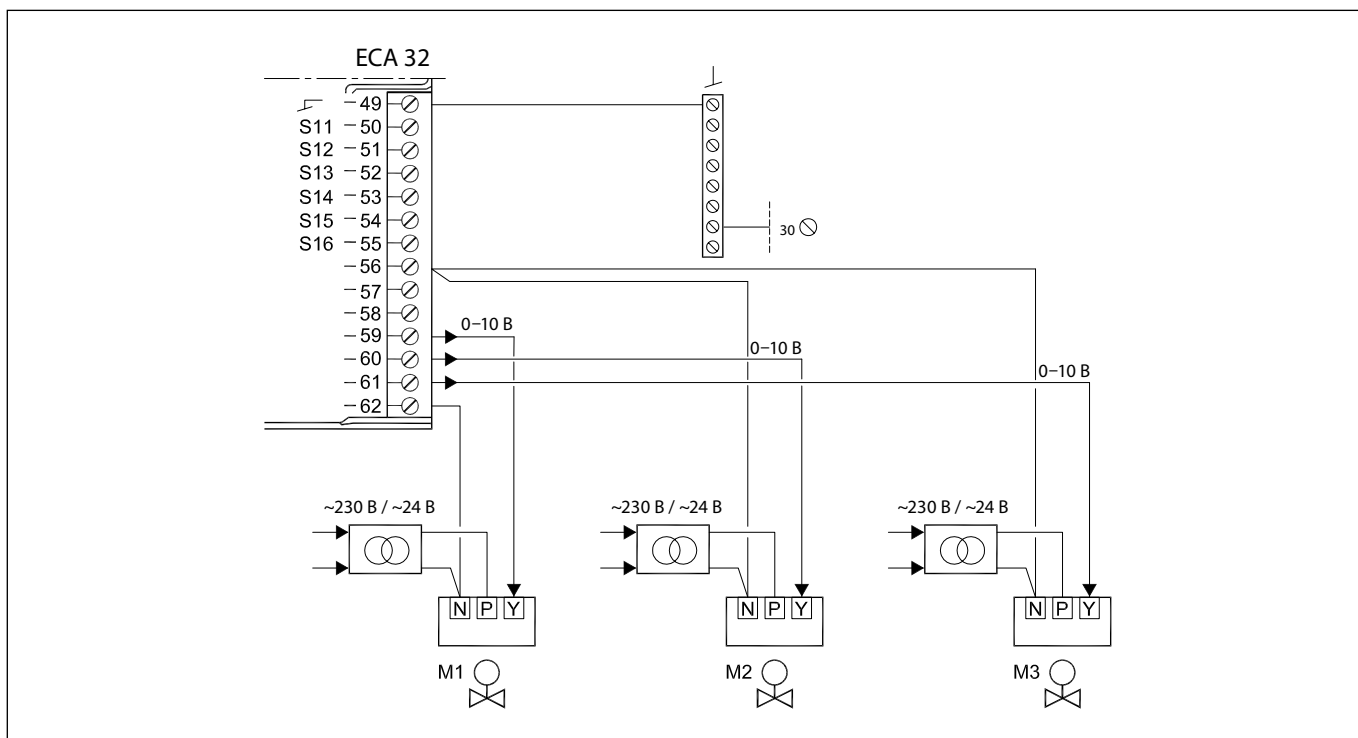 ECA 32
49
S11 50
S12 51
S13 52
S14 53
S15 54
S16 55
56
57
58
59
60
61
62
30
0–10 В
0–10 В
0–10 В
~230 В / ~24 В
~230 В / ~24 В
~230 В / ~24 В
N P Y
N P Y
N P Y
M1
M2
M3